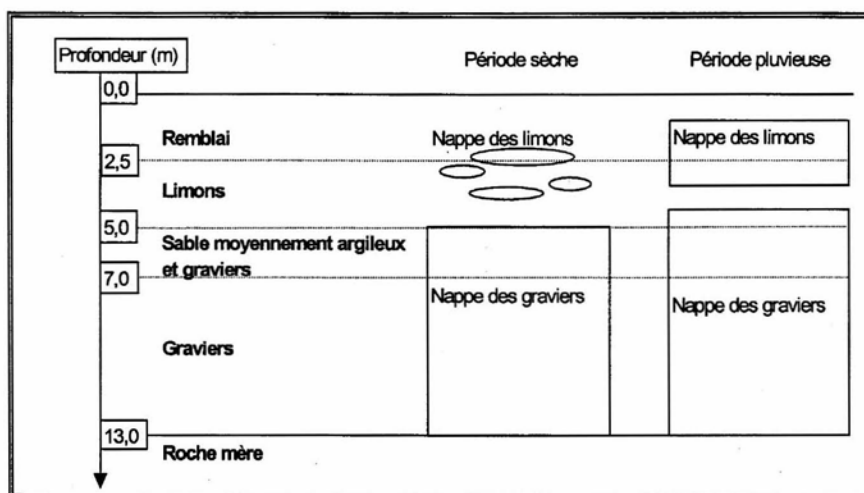 Profondeur (m)
Période sèche
Période pluvieuse
0,0
Remblai
Nappe des limons
Nappe des limons
2,5
Limons
5,0
Sable moyennement argileux
et graviers
7,0
Nappe des graviers
Nappe des graviers
Graviers
13,0
Roche mère